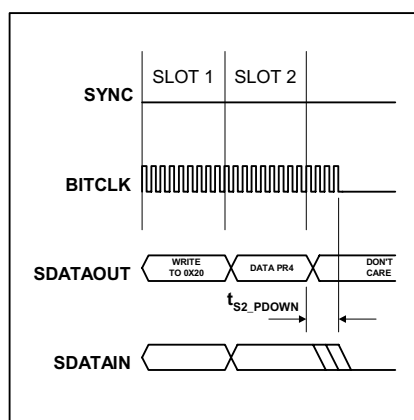 SLOT 1 SLOT 2
SYNC
BITCLK
SDATAOUT
WRITE
TO 0X20
DATA PR4
DON'T
CARE
tS2_PDOWN
SDATAIN